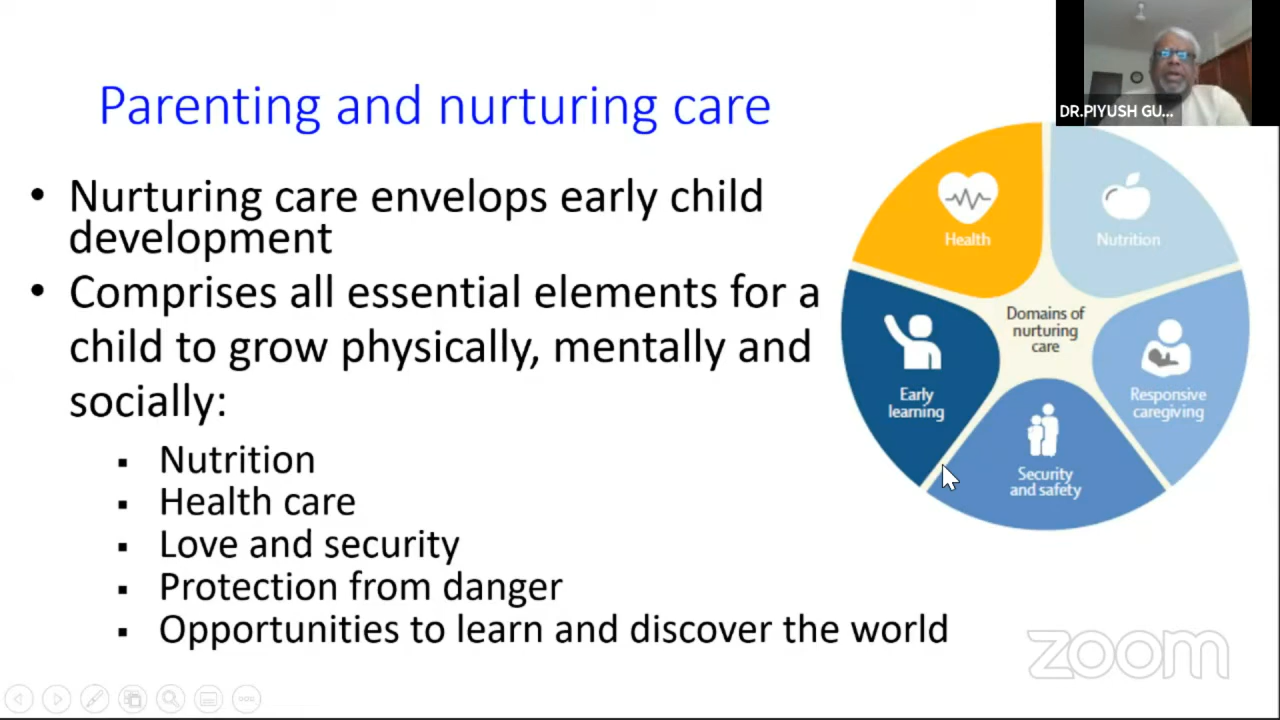 Parenting and nurturing care
DR.PIYUSH GU...
• Nurturing care envelops early child
development
• Comprises all essential elements for a
child to grow physically, mentally and
socially:
▪ Nutrition
▪ Health care
▪ Love and security
▪ Protection from danger
▪ Opportunities to learn and discover the world
Health
Nutrition
Domains of
nurturing
care
Early
learning
Responsive
caregiving
Security
and safety
zoom